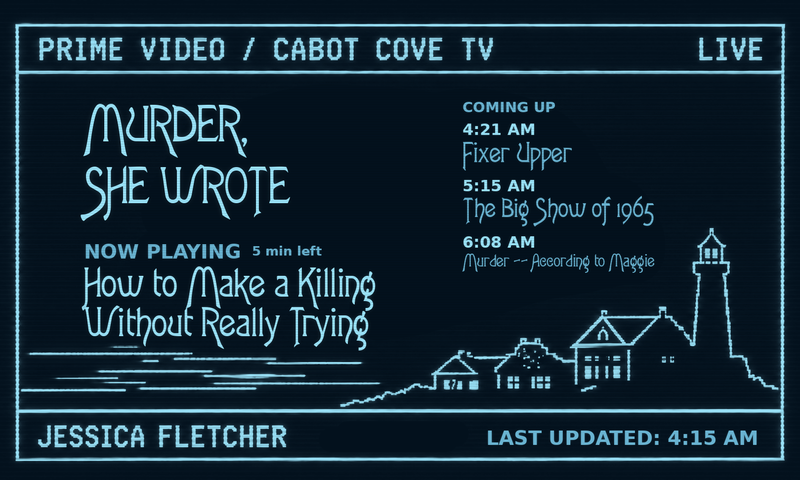 PRIME VIDEO / CABOT COVE TV
LIVE
MURDER,
SHE WROTE
NOW PLAYING 5 min left
How to Make a Killing
Without Really Trying
COMING UP
4:21 AM
Fixer Upper
5:15 AM
The Big Show of 1965
6:08 AM
Murder -- According to Maggie
JESSICA FLETCHER
LAST UPDATED: 4:15 AM